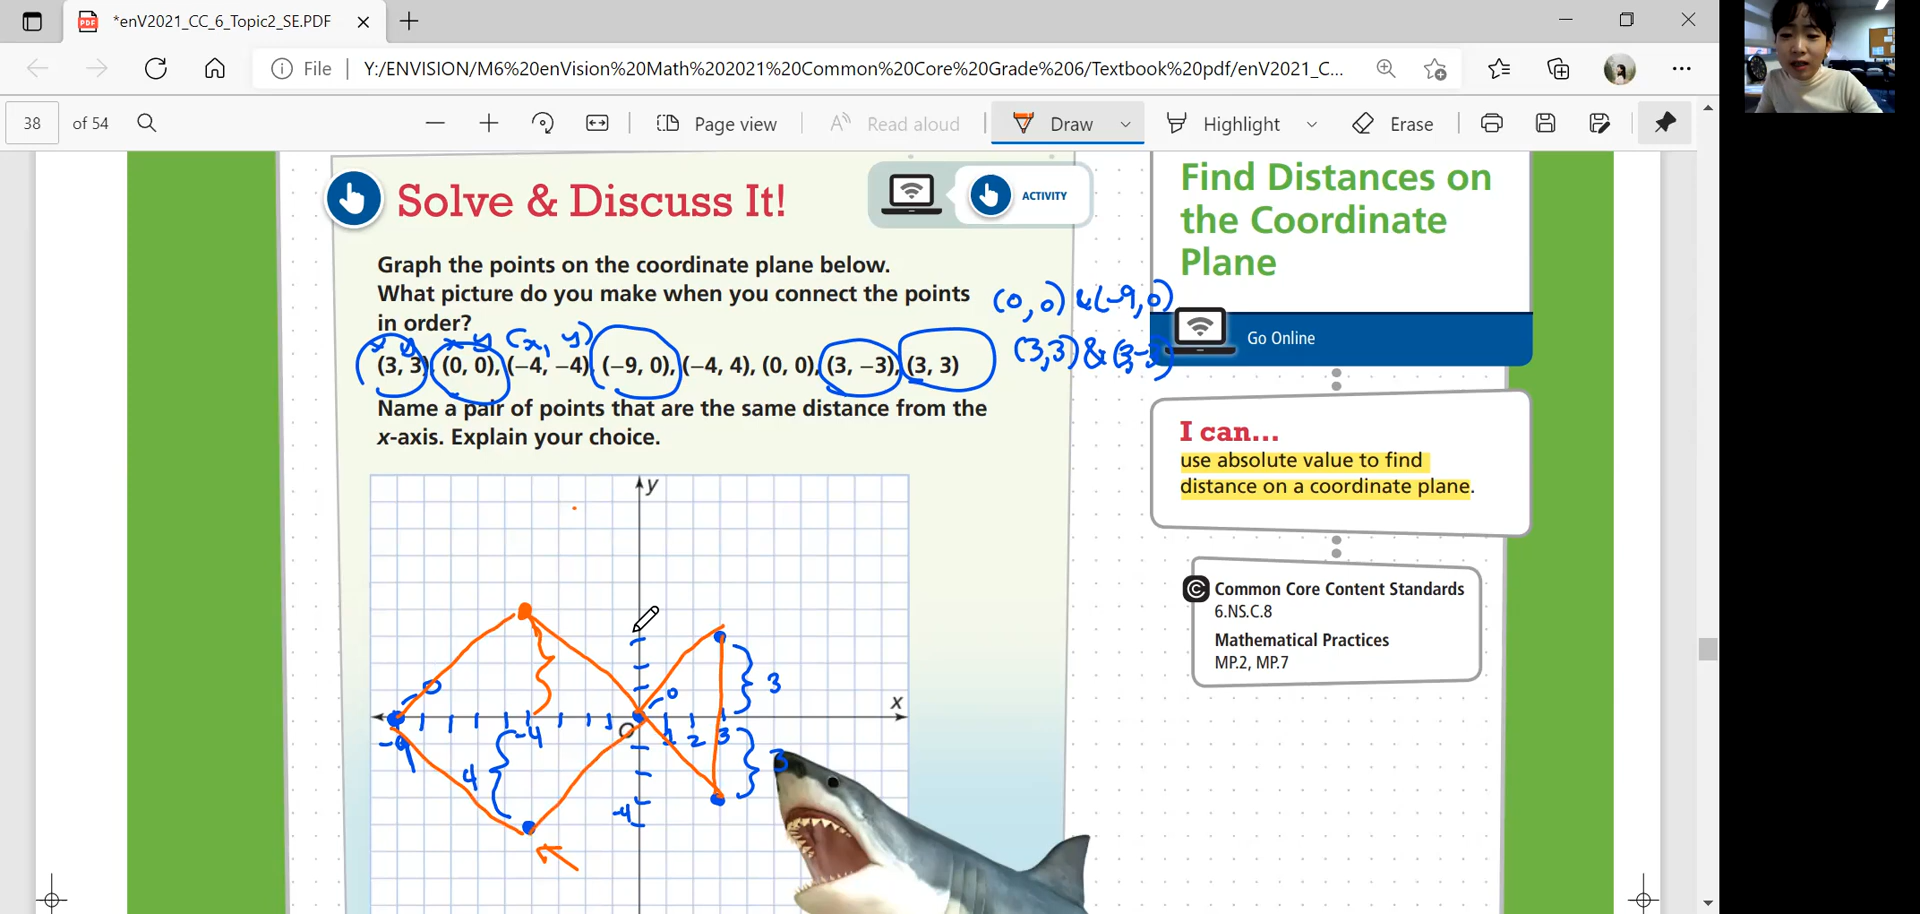 *enV2021_CC_6_Topic2_SE.PDF
File
Y:/ENVISION/M6%20enVision%20Math%202021%20Common%20Core%20Grade%206/Textbook%20pdf/enV2021_C...
38 of 54
Page view
Read aloud
Draw
Highlight
Erase
Solve & Discuss It!
ACTIVITY
Find Distances on
the Coordinate
Plane
Go Online
Graph the points on the coordinate plane below.
What picture do you make when you connect the points
in order?
(0, 0) & (-9, 0)
x y x y (x, y)
(3,3) & (3,-3)
(3, 3), (0, 0), (−4, −4), (−9, 0), (−4, 4), (0, 0), (3, −3), (3, 3)
Name a pair of points that are the same distance from the
x-axis. Explain your choice.
I can...
use absolute value to find
distance on a coordinate plane.
Common Core Content Standards
6.NS.C.8
Mathematical Practices
MP.2, MP.7
y
x
0
0
3
O
-9
-4
1 2 3
4
3
-4